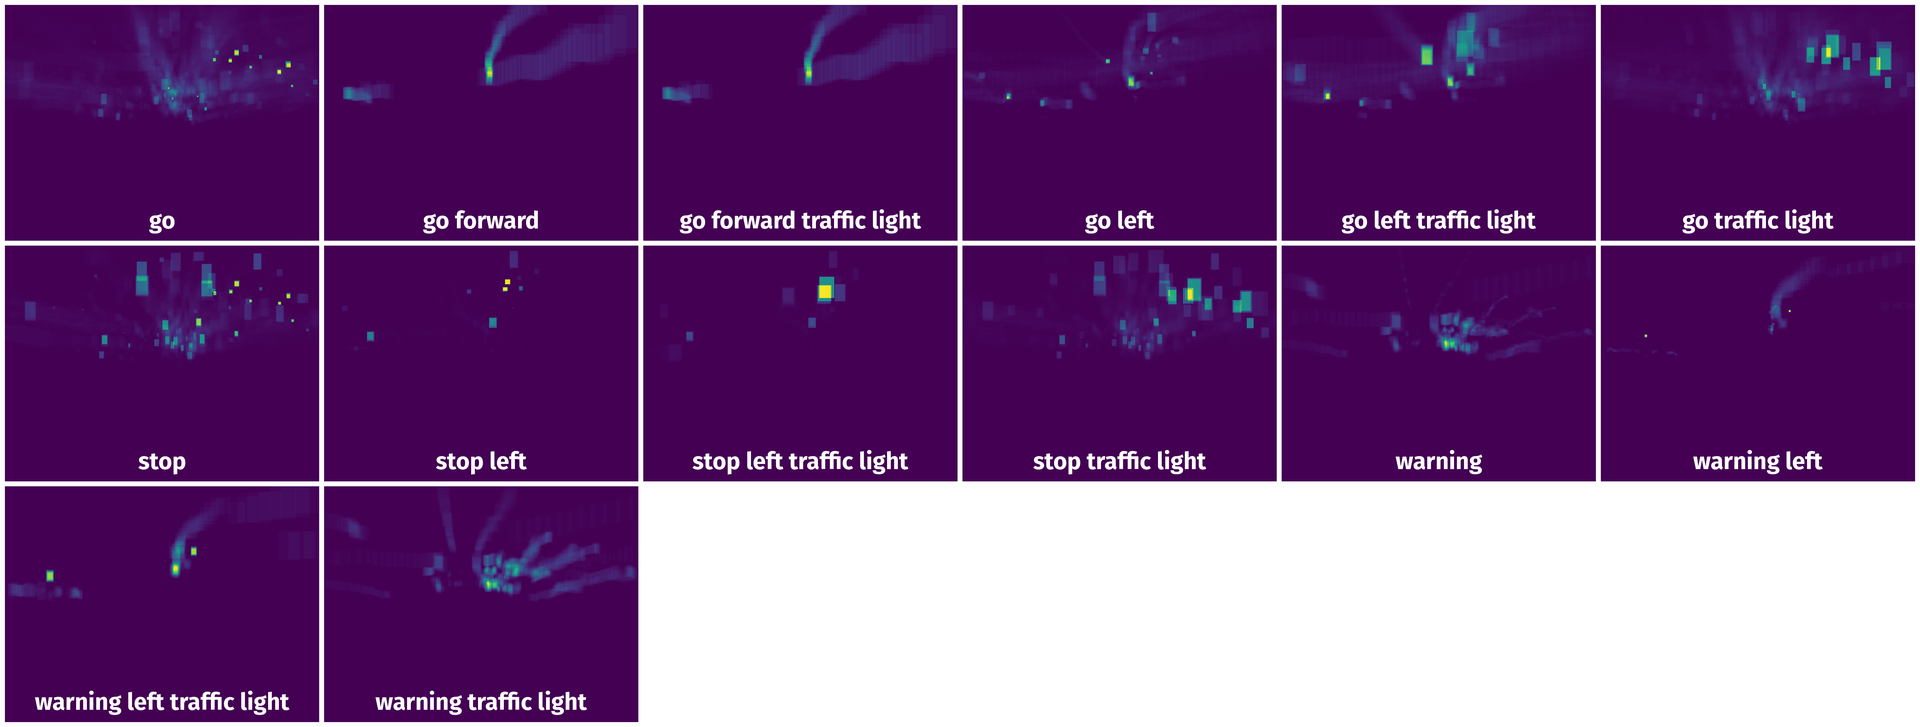 go
go forward
go forward traffic light
go left
go left traffic light
go traffic light
stop
stop left
stop left traffic light
stop traffic light
warning
warning left
warning left traffic light
warning traffic light